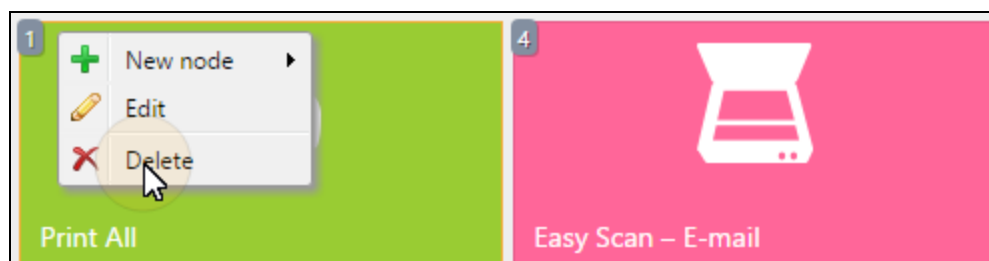 1
New node
Edit
Delete
Print All
4
Easy Scan – E-mail